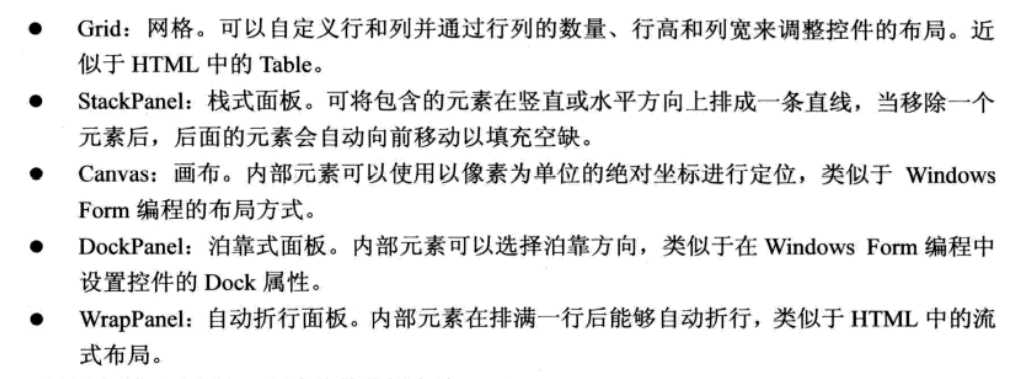 ● Grid：网格。可以自定义行和列并通过行列的数量、行高和列宽来调整控件的布局。近
似于 HTML 中的 Table。
● StackPanel：栈式面板。可将包含的元素在竖直或水平方向上排成一条直线，当移除一个
元素后，后面的元素会自动向前移动以填充空缺。
● Canvas：画布。内部元素可以使用以像素为单位的绝对坐标进行定位，类似于 Windows
Form 编程的布局方式。
● DockPanel：泊靠式面板。内部元素可以选择泊靠方向，类似于在 Windows Form 编程中
设置控件的 Dock 属性。
● WrapPanel：自动折行面板。内部元素在排满一行后能够自动折行，类似于 HTML 中的流
式布局。